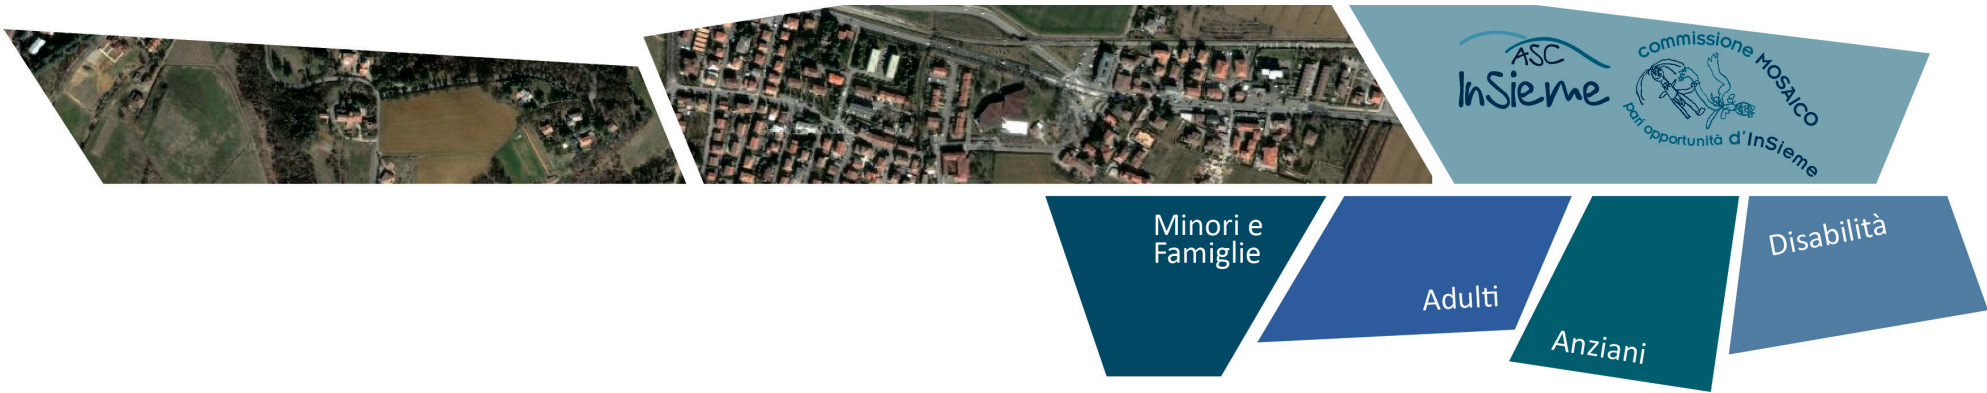 ASC
InSieme
commissione MOSAICO
pari opportunità d'InSieme
Minori e
Famiglie
Adulti
Anziani
Disabilità